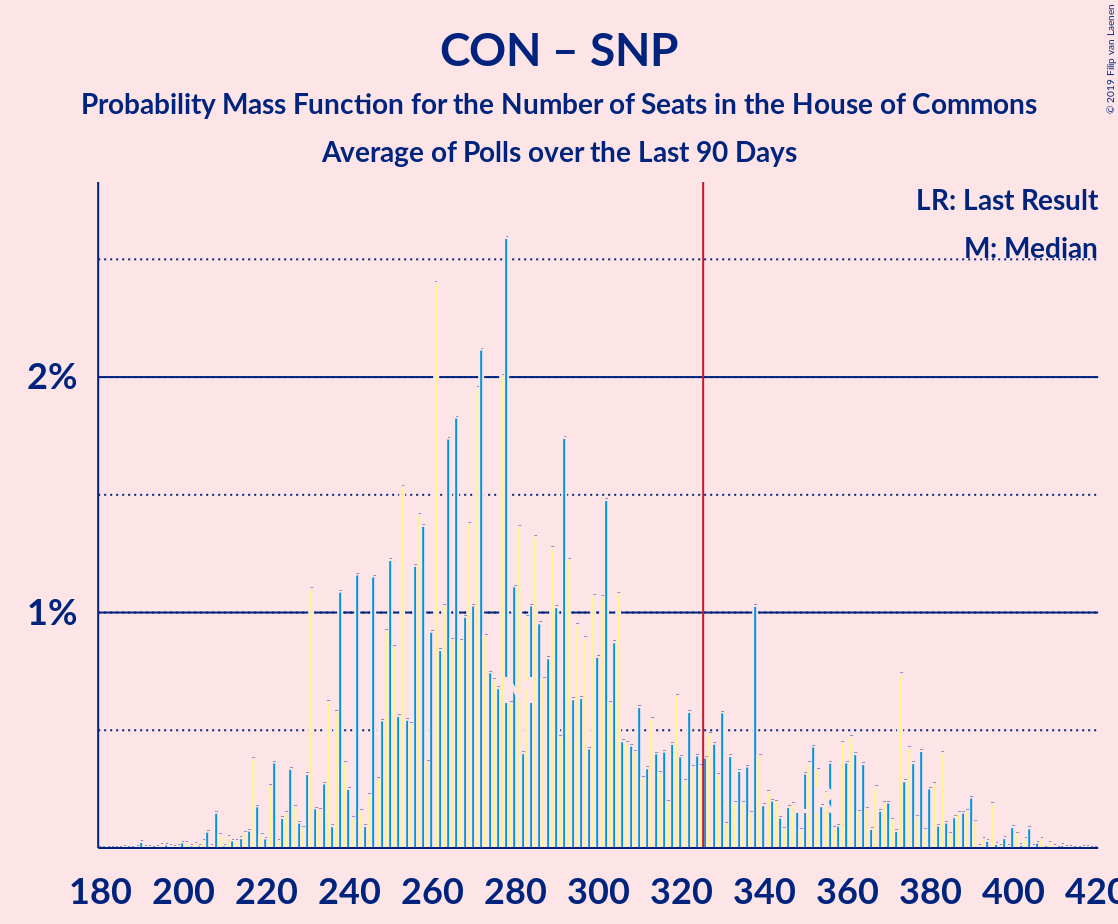 CON – SNP
Probability Mass Function for the Number of Seats in the House of Commons
Average of Polls over the Last 90 Days
© 2019 Filip van Laenen
LR: Last Result
M: Median
2%
1%
M
180 200 220 240 260 280 300 320 340 360 380 400 420